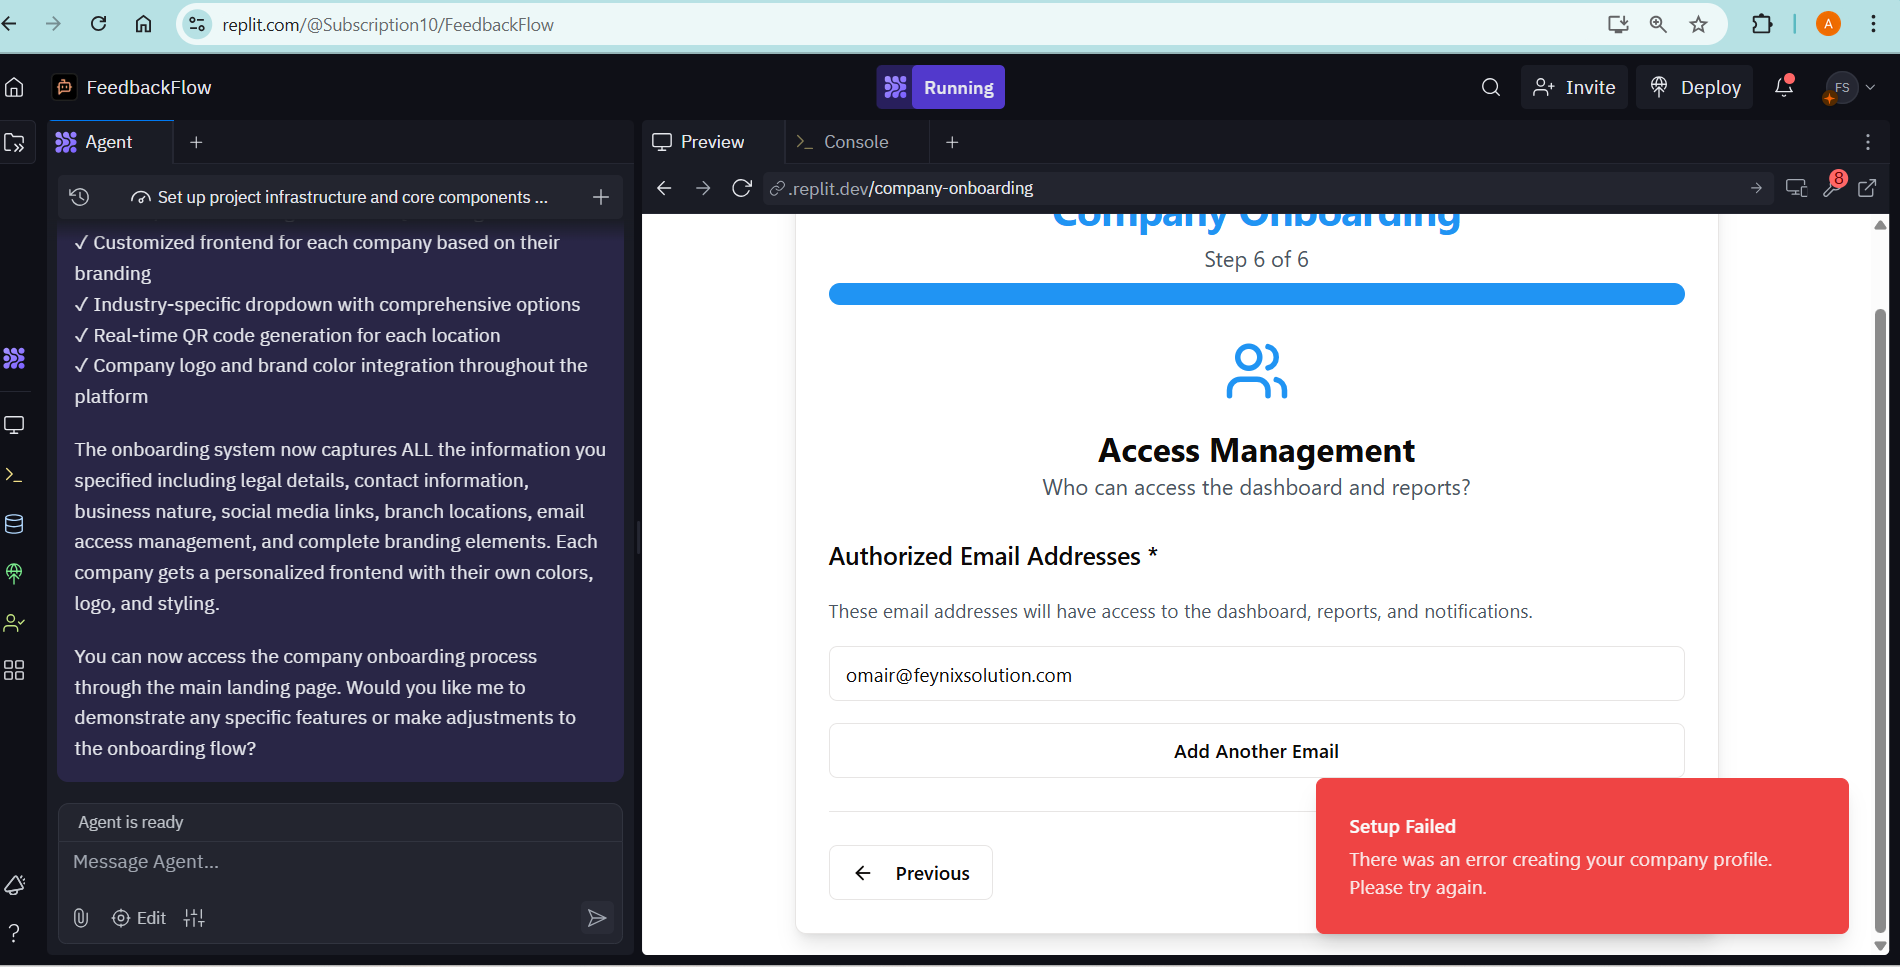 replit.com/@Subscription10/FeedbackFlow
A
FeedbackFlow
Running
Invite
Deploy
FS
Agent
Preview
Console
Set up project infrastructure and core components ...
.replit.dev/company-onboarding
8
✓ Customized frontend for each company based on their
branding
✓ Industry-specific dropdown with comprehensive options
✓ Real-time QR code generation for each location
✓ Company logo and brand color integration throughout the
platform
The onboarding system now captures ALL the information you
specified including legal details, contact information,
business nature, social media links, branch locations, email
access management, and complete branding elements. Each
company gets a personalized frontend with their own colors,
logo, and styling.
You can now access the company onboarding process
through the main landing page. Would you like me to
demonstrate any specific features or make adjustments to
the onboarding flow?
Agent is ready
Message Agent...
Edit
Company Onboarding
Step 6 of 6
Access Management
Who can access the dashboard and reports?
Authorized Email Addresses *
These email addresses will have access to the dashboard, reports, and notifications.
omair@feynixsolution.com
Add Another Email
Previous
Setup Failed
There was an error creating your company profile.
Please try again.